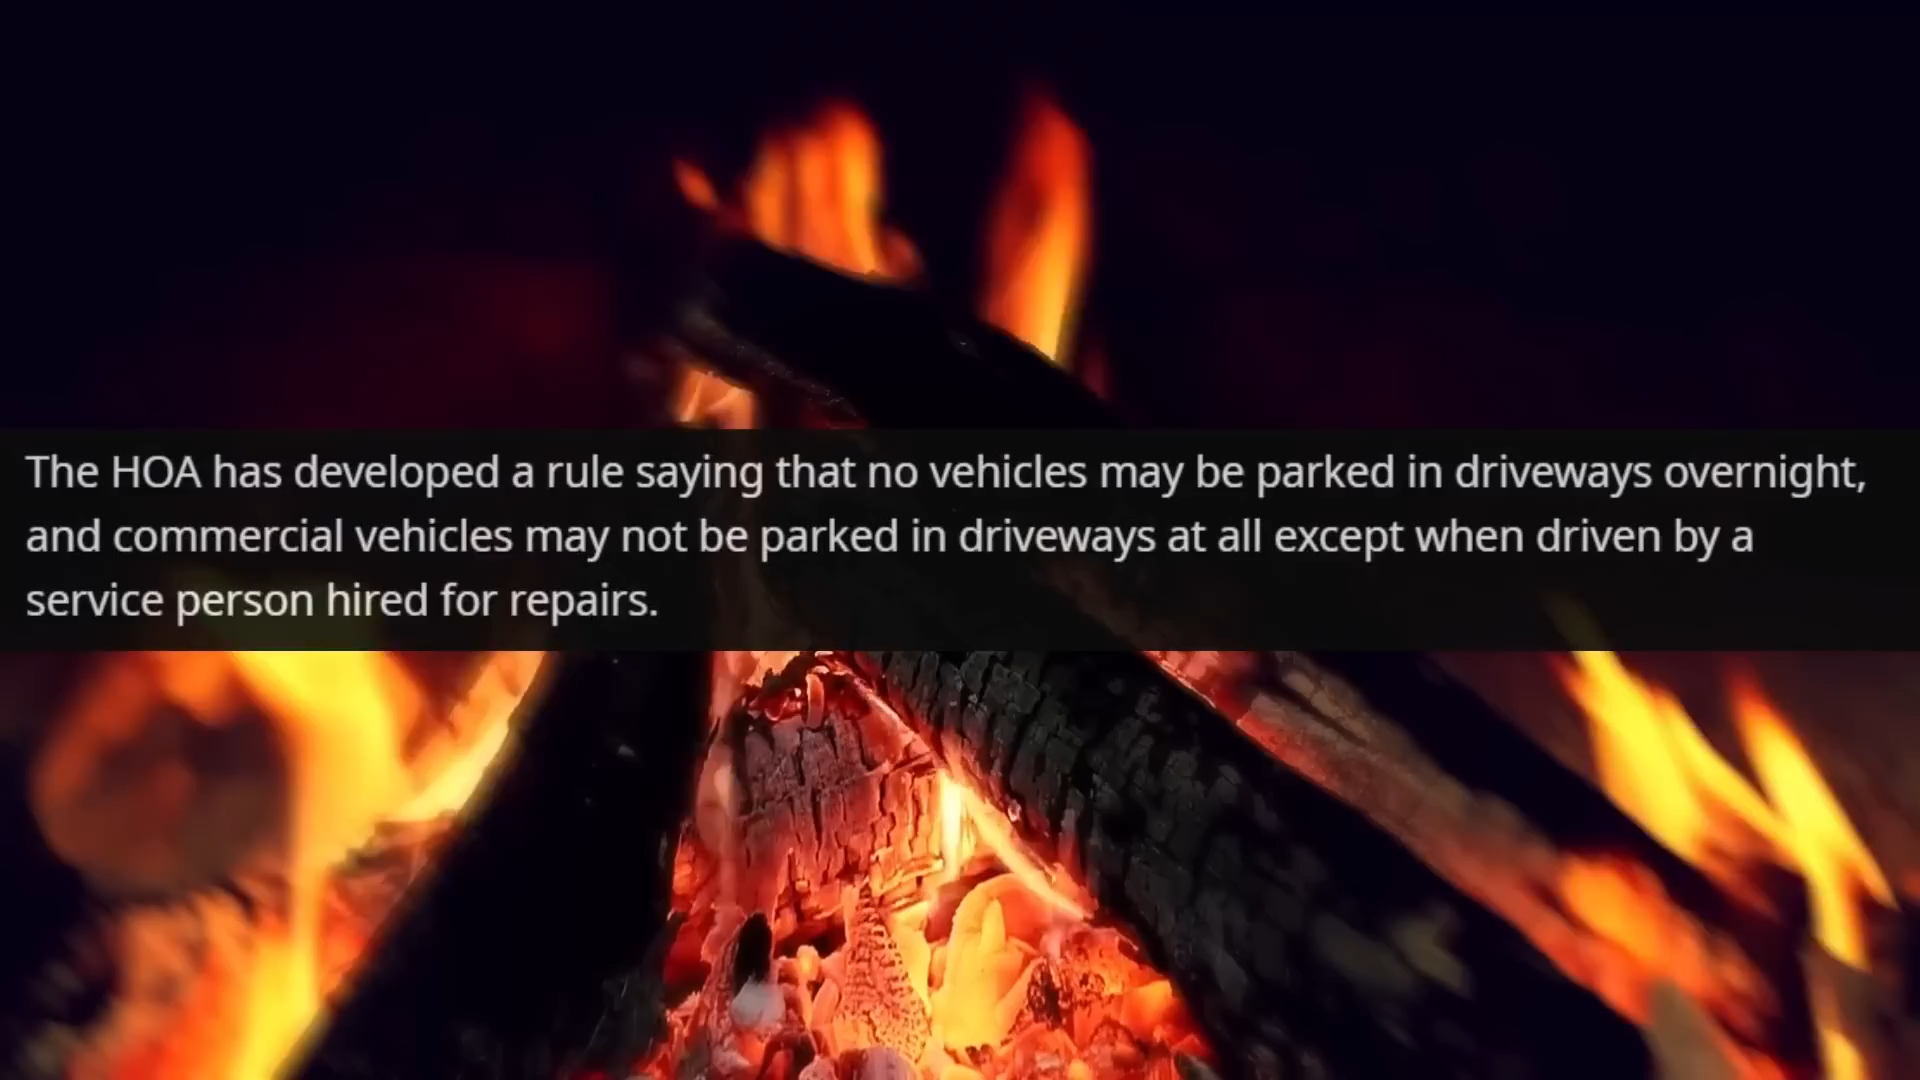 The HOA has developed a rule saying that no vehicles may be parked in driveways overnight,
and commercial vehicles may not be parked in driveways at all except when driven by a
service person hired for repairs.